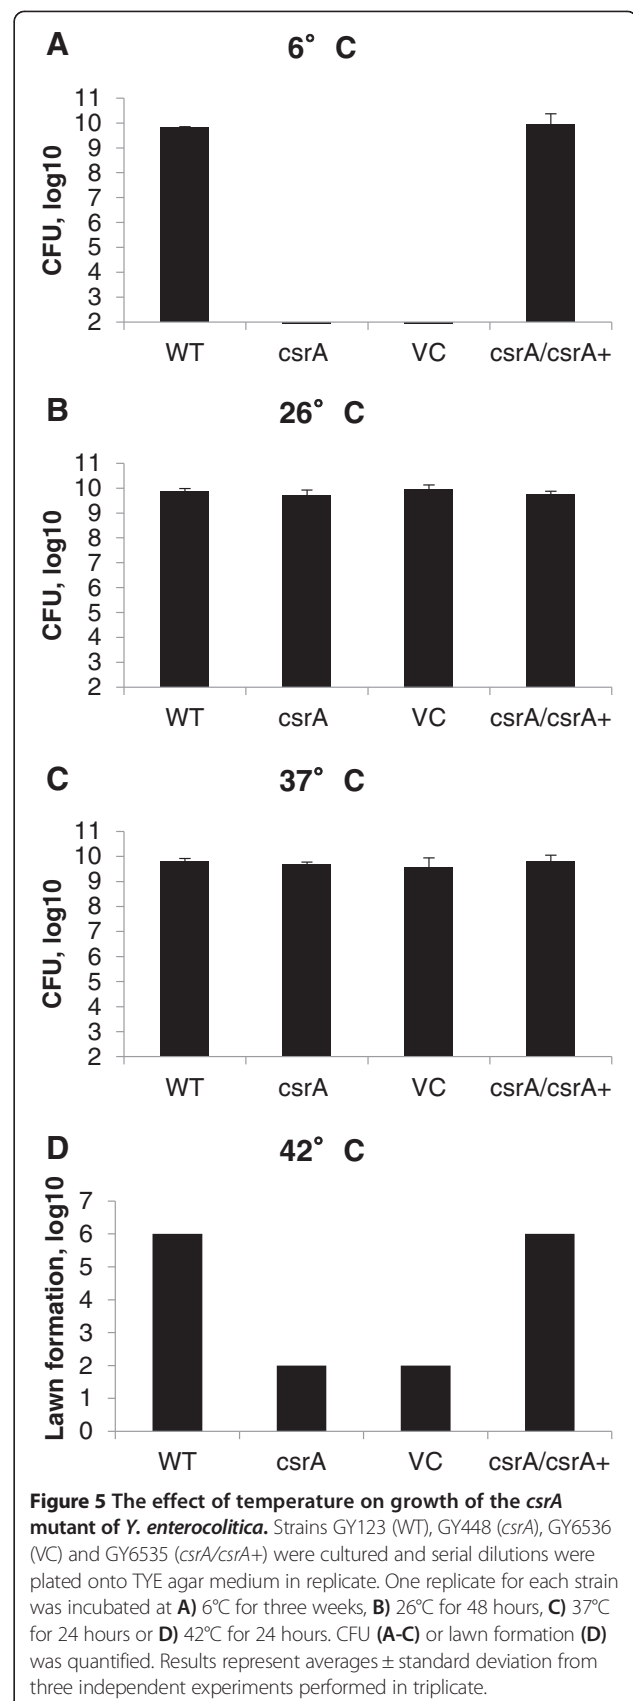 A
6° C
CFU, log10
11
10
9
8
7
6
5
4
3
2
WT csrA VC csrA/csrA+
B
26° C
CFU, log10
11
10
9
8
7
6
5
4
3
2
WT csrA VC csrA/csrA+
C
37° C
CFU, log10
11
10
9
8
7
6
5
4
3
2
WT csrA VC csrA/csrA+
D
42° C
Lawn formation, log10
7
6
5
4
3
2
1
0
WT csrA VC csrA/csrA+
Figure 5 The effect of temperature on growth of the csrA
mutant of Y. enterocolitica. Strains GY123 (WT), GY448 (csrA), GY6536
(VC) and GY6535 (csrA/csrA+) were cultured and serial dilutions were
plated onto TYE agar medium in replicate. One replicate for each strain
was incubated at A) 6°C for three weeks, B) 26°C for 48 hours, C) 37°C
for 24 hours or D) 42°C for 24 hours. CFU (A-C) or lawn formation (D)
was quantified. Results represent averages ± standard deviation from
three independent experiments performed in triplicate.